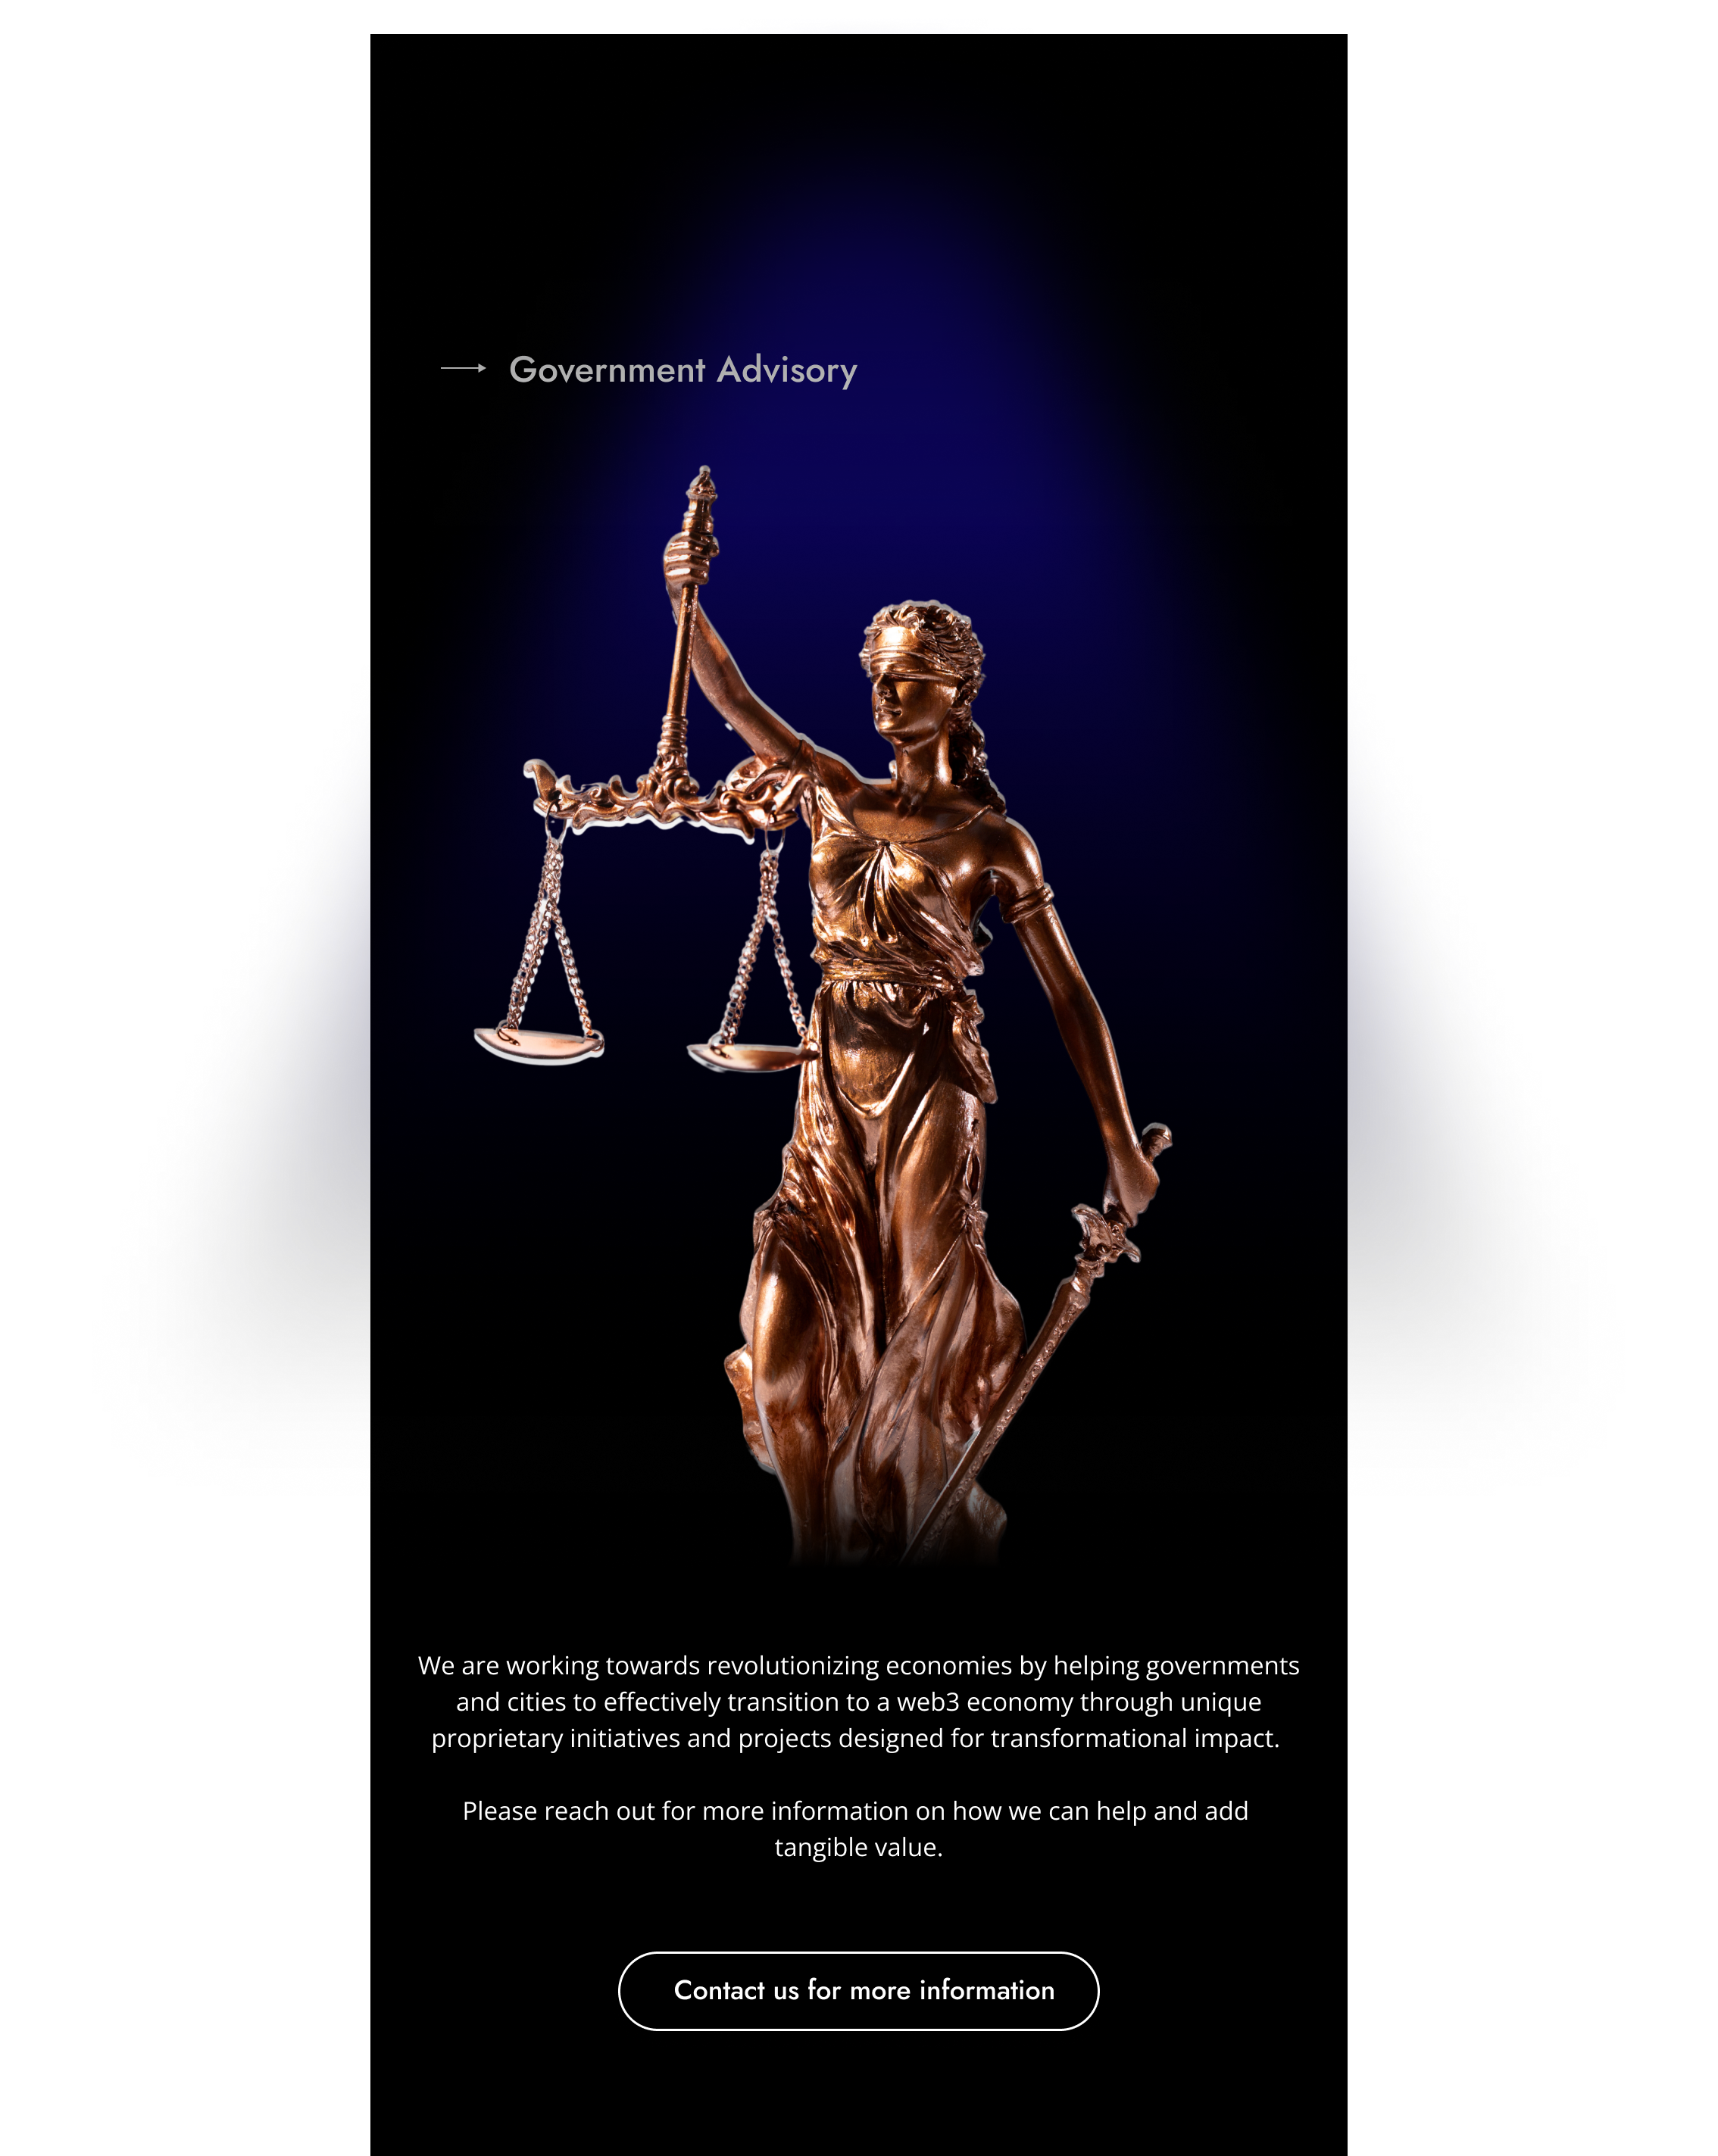 Government Advisory
We are working towards revolutionizing economies by helping governments
and cities to effectively transition to a web3 economy through unique
proprietary initiatives and projects designed for transformational impact.
Please reach out for more information on how we can help and add
tangible value.
Contact us for more information